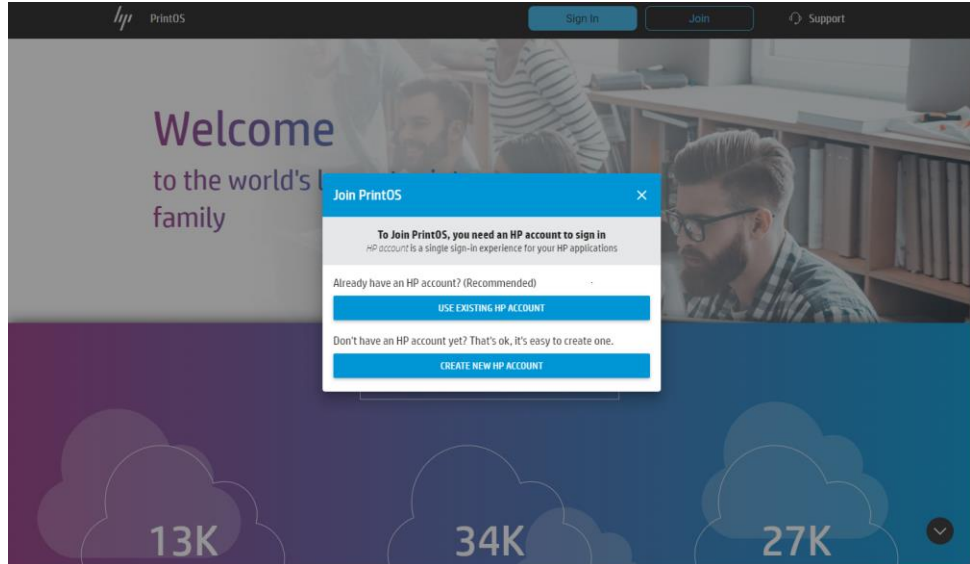 hp PrintOS Sign In Join Support
Welcome
to the world's
family
Join PrintOS
To Join PrintOS, you need an HP account to sign in
HP account is a single sign-in experience for your HP applications
Already have an HP account? (Recommended)
USE EXISTING HP ACCOUNT
Don't have an HP account yet? That's ok, it's easy to create one.
CREATE NEW HP ACCOUNT
13K 34K 27K